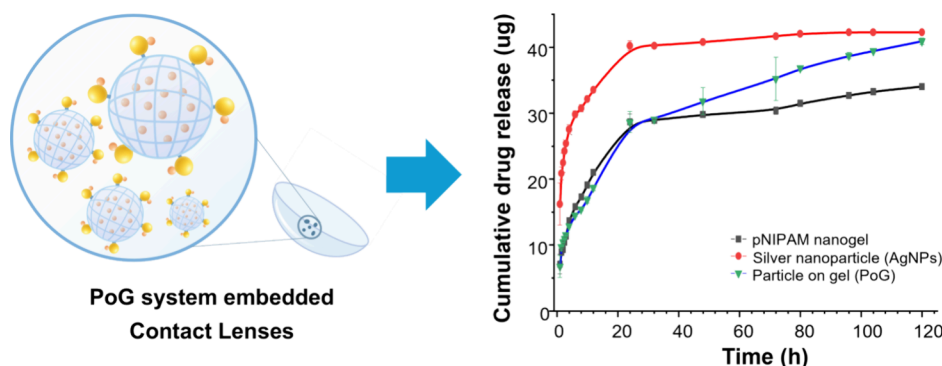 PoG system embedded
Contact Lenses
Cumulative drug release (ug)
40
30
20
10
0
pNIPAM nanogel
Silver nanoparticle (AgNPs)
Particle on gel (PoG)
0 20 40 60 80 100 120
Time (h)